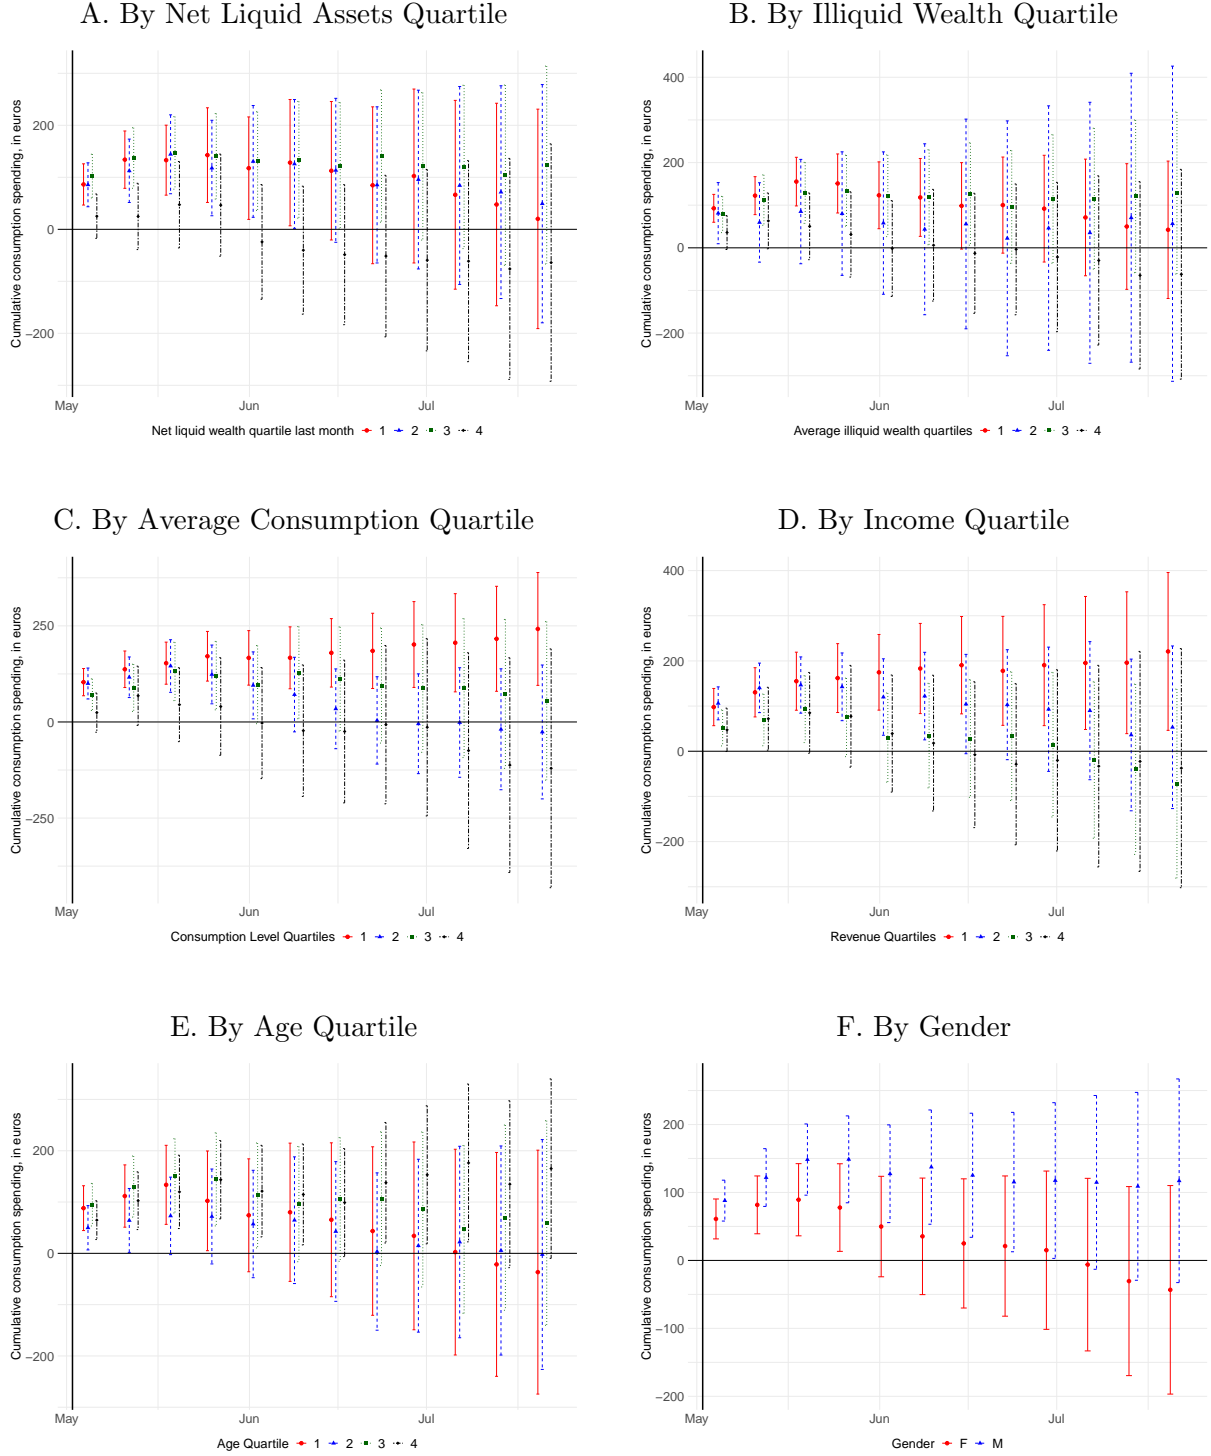 A. By Net Liquid Assets Quartile
Cumulative consumption spending, in euros
200
0
−200
May
Jun
Jul
Net liquid wealth quartile last month 1 2 3 4
B. By Illiquid Wealth Quartile
Cumulative consumption spending, in euros
400
200
0
−200
May
Jun
Jul
Average illiquid wealth quartiles 1 2 3 4
C. By Average Consumption Quartile
Cumulative consumption spending, in euros
250
0
−250
May
Jun
Jul
Consumption Level Quartiles 1 2 3 4
D. By Income Quartile
Cumulative consumption spending, in euros
400
200
0
−200
May
Jun
Jul
Revenue Quartiles 1 2 3 4
E. By Age Quartile
Cumulative consumption spending, in euros
200
0
−200
May
Jun
Jul
Age Quartile 1 2 3 4
F. By Gender
Cumulative consumption spending, in euros
200
100
0
−100
−200
May
Jun
Jul
Gender F M